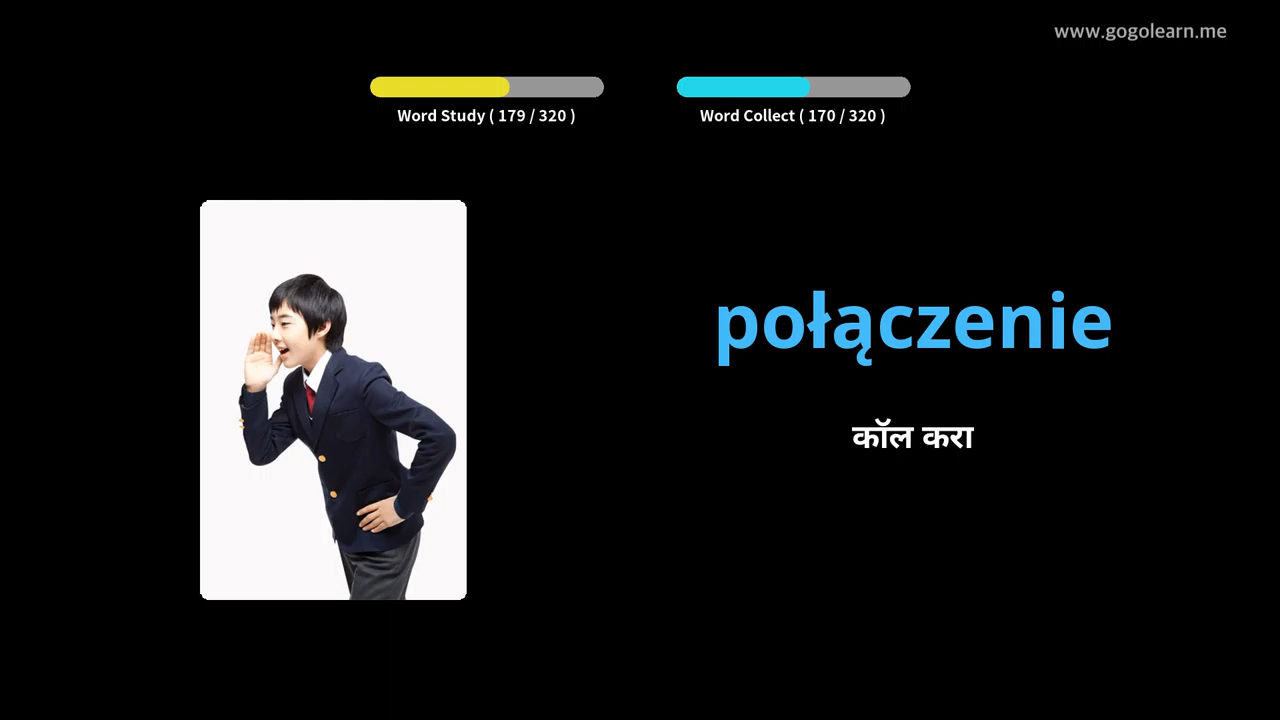 www.gogolearn.me
Word Study ( 179 / 320 )
Word Collect ( 170 / 320 )
połączenie
कॉल करा